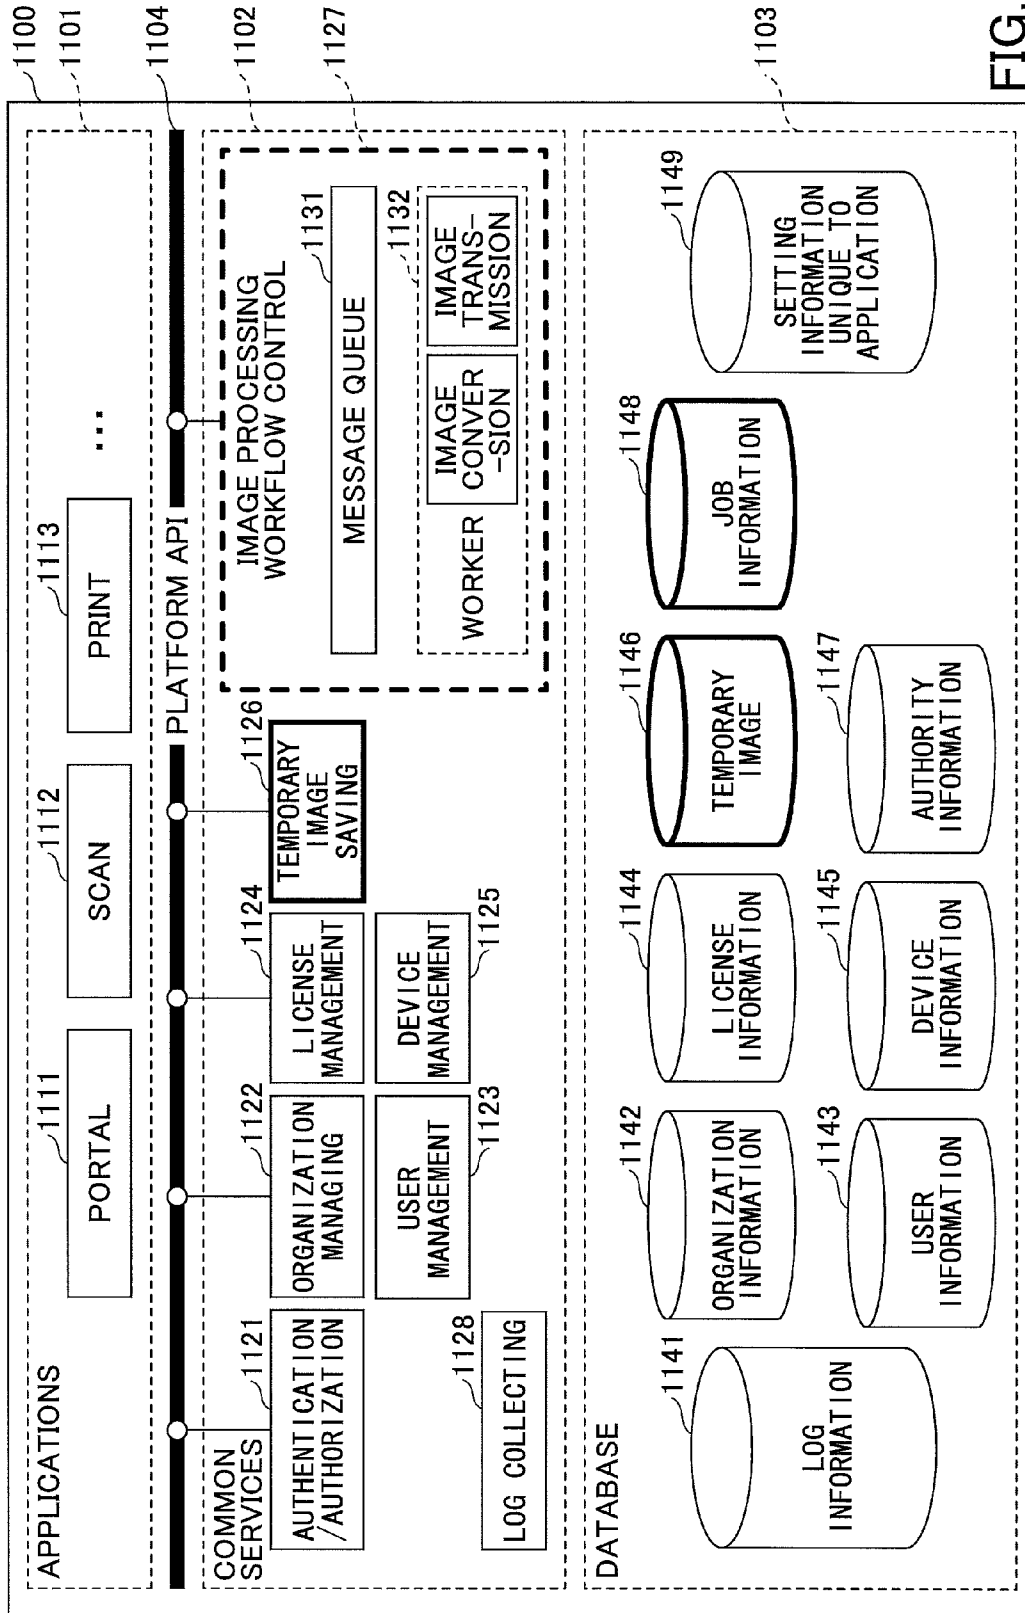 FIG.
1100
1101
1104
1102
1127
1103
APPLICATIONS
1111
PORTAL
1112
SCAN
1113
PRINT
...
PLATFORM API
COMMON
SERVICES
1121
AUTHENTICATION
/AUTHORIZATION
1122
ORGANIZATION
MANAGING
1124
LICENSE
MANAGEMENT
1126
TEMPORARY
IMAGE
SAVING
1123
USER
MANAGEMENT
1125
DEVICE
MANAGEMENT
1128
LOG COLLECTING
IMAGE PROCESSING
WORKFLOW CONTROL
1131
MESSAGE QUEUE
1132
WORKER
IMAGE
CONVER
-SION
IMAGE
TRANS-
MISSION
DATABASE
1141
LOG
INFORMATION
1142
ORGANIZATION
INFORMATION
1144
LICENSE
INFORMATION
1146
TEMPORARY
IMAGE
1148
JOB
INFORMATION
1149
SETTING
INFORMATION
UNIQUE TO
APPLICATION
1143
USER
INFORMATION
1145
DEVICE
INFORMATION
1147
AUTHORITY
INFORMATION